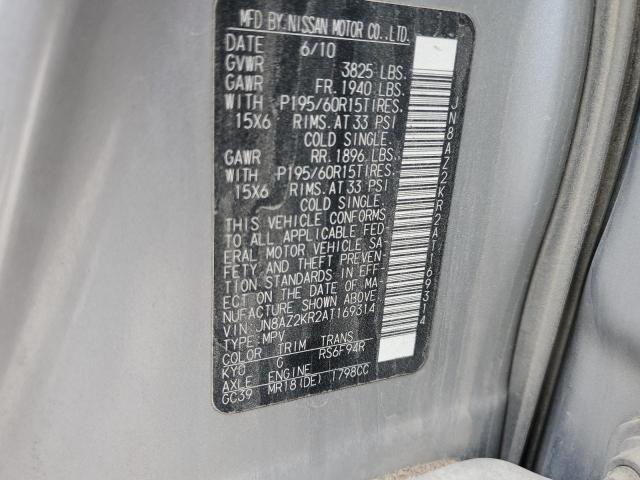 MFD BY NISSAN MOTOR CO.,LTD.
DATE 6/10
GVWR 3825 LBS.
GAWR FR. 1940 LBS.
WITH P195/60R15TIRES.
15X6 RIMS. AT 33 PSI
COLD SINGLE.
GAWR RR. 1896 LBS.
WITH P195/60R15TIRES.
15X6 RIMS. AT 33 PSI
COLD SINGLE.
THIS VEHICLE CONFORMS
TO ALL APPLICABLE FED
ERAL MOTOR VEHICLE SA-
FETY AND THEFT PREVEN-
TION STANDARDS IN EFF-
ECT ON THE DATE OF MA-
NUFACTURE SHOWN ABOVE.
VIN: JN8AZ2KR2AT169314
TYPE: MPV
COLOR TRIM TRANS
KYO G RS6F94R
AXLE ENGINE
GC39 MR18(DE) 1798CC
JN8AZ2KR2AT169314